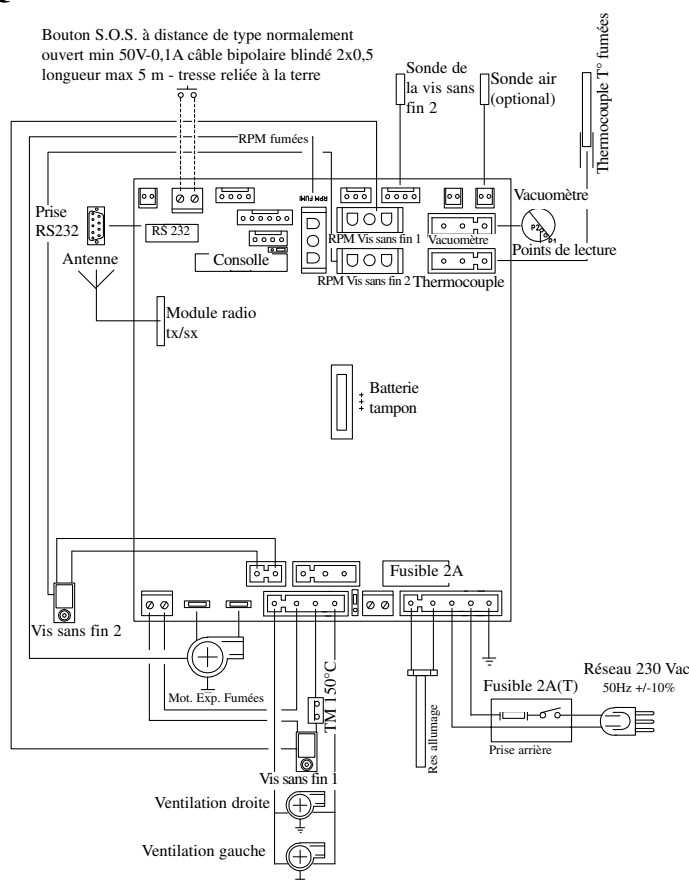 Bouton S.O.S. à distance de type normalement
ouvert min 50V-0,1A câble bipolaire blindé 2x0,5
longueur max 5 m - tresse reliée à la terre
Sonde de
la vis sans
fin 2
Sonde air
(optional)
Thermocouple T° fumées
RPM fumées
RPM FUMI
Prise
RS232
RS 232
Antenne
Consolle
RPM Vis sans fin 1
Vacuomètre
Vacuomètre
Points de lecture
RPM Vis sans fin 2
Thermocouple
Module radio
tx/sx
Batterie
tampon
Fusible 2A
Vis sans fin 2
Mot. Exp. Fumées
TM 150°C
Res allumage
Fusible 2A(T)
Réseau 230 Vac
50Hz +/-10%
Prise arrière
Vis sans fin 1
Ventilation droite
Ventilation gauche